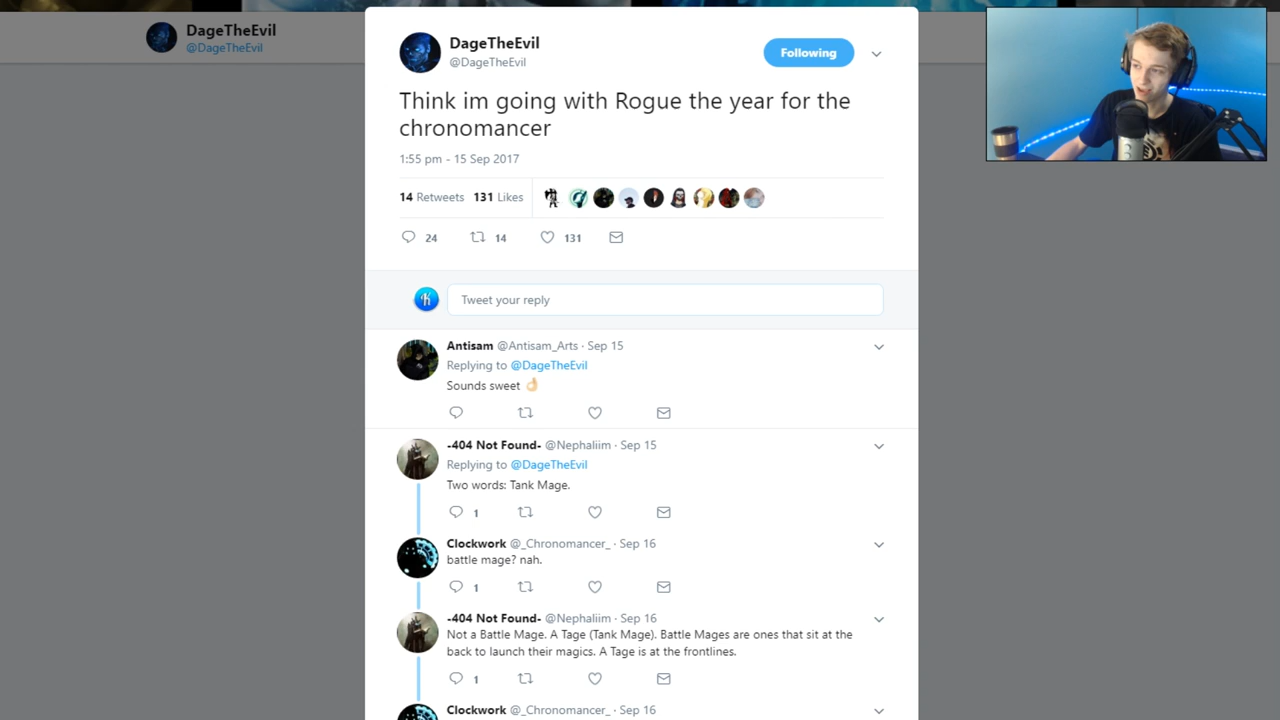 DageTheEvil
@DageTheEvil
DageTheEvil
@DageTheEvil
Following
Think im going with Rogue the year for the
chronomancer
1:55 pm - 15 Sep 2017
14 Retweets 131 Likes
24 14 131
Tweet your reply
Antisam @Antisam_Arts · Sep 15
Replying to @DageTheEvil
Sounds sweet 👌🏻
-404 Not Found- @Nephaliim · Sep 15
Replying to @DageTheEvil
Two words: Tank Mage.
1
Clockwork @_Chronomancer_ · Sep 16
battle mage? nah.
1
-404 Not Found- @Nephaliim · Sep 16
Not a Battle Mage. A Tage (Tank Mage). Battle Mages are ones that sit at the
back to launch their magics. A Tage is at the frontlines.
1
Clockwork @_Chronomancer_ · Sep 16